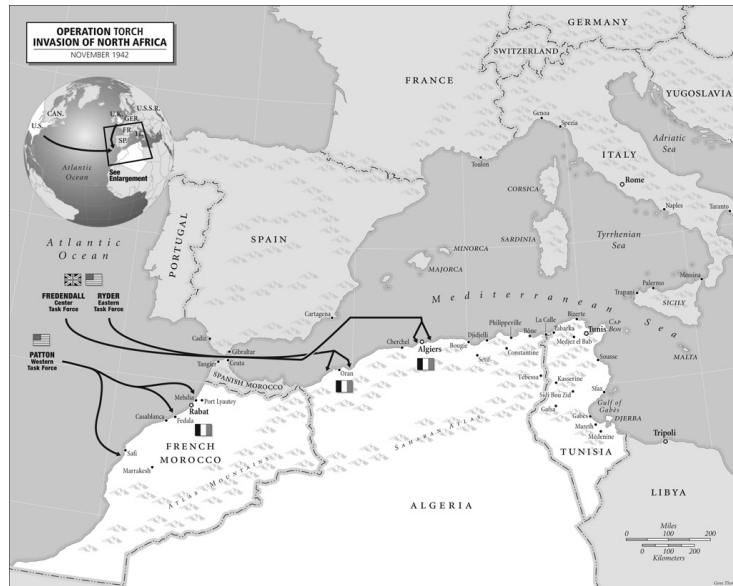 OPERATION TORCH
INVASION OF NORTH AFRICA
NOVEMBER 1942
CAN.
U.S.
U.K.
U.S.S.R.
GER.
FR.
SP.
Atlantic
Ocean
See
Enlargement
GERMANY
SWITZERLAND
FRANCE
YUGOSLAVIA
Genoa
Spezia
Adriatic
Sea
ITALY
Toulon
Rome
CORSICA
Naples
Taranto
SARDINIA
Tyrrhenian
Sea
MINORCA
MAJORCA
PORTUGAL
SPAIN
Atlantic
Ocean
Messina
Palermo
Trapani
SICILY
Mediterranean
Sea
FREDENDALL
Center
Task Force
RYDER
Eastern
Task Force
PATTON
Western
Task Force
Cartagena
Cadiz
Gibraltar
Tangier
Ceuta
SPANISH MOROCCO
Cherchel
Algiers
Bougie
Djidjelli
Philippeville
Bône
La Calle
Tabarka
Bizerte
Tunis
CAP
BON
Medjez el Bab
Setif
Constantine
MALTA
Oran
Sousse
Tébessa
Kasserine
Sidi Bou Zid
Sfax
Gafsa
Gulf of
Gabès
Gabès
DJERBA
Mareth
Médenine
TUNISIA
Tripoli
Mehdia
Port Lyautey
Rabat
Casablanca
Fedala
Safi
Marrakesh
FRENCH
MOROCCO
ATLAS MOUNTAINS
SAHARAN ATLAS
ALGERIA
LIBYA
Miles
0 100 200
0 100 200
Kilometers